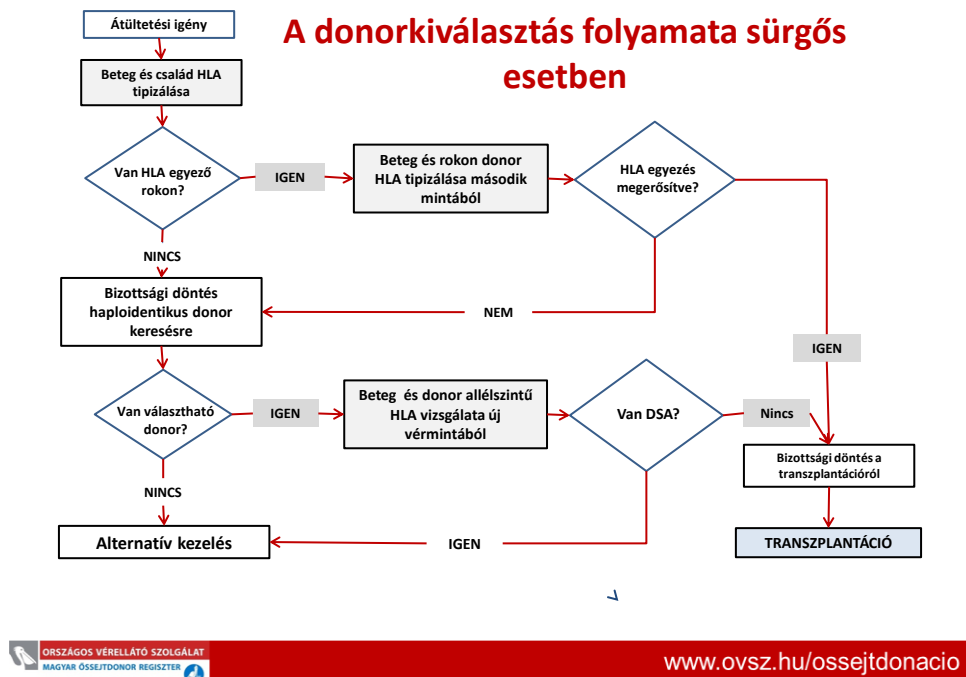 A donorkiválasztás folyamata sürgős
esetben
Átültetési igény
Beteg és család HLA
tipizálása
Van HLA egyező
rokon?
IGEN
Beteg és rokon donor
HLA tipizálása második
mintából
HLA egyezés
megerősítve?
NINCS
Bizottsági döntés
haploidentikus donor
keresésre
NEM
IGEN
Van választható
donor?
IGEN
Beteg és donor allélszintű
HLA vizsgálata új
vérmintából
Van DSA?
Nincs
Bizottsági döntés a
transzplantációról
NINCS
Alternatív kezelés
IGEN
TRANSZPLANTÁCIÓ
ORSZÁGOS VÉRELLÁTÓ SZOLGÁLAT
MAGYAR ŐSSEJTDONOR REGISZTER
www.ovsz.hu/ossejtdonacio